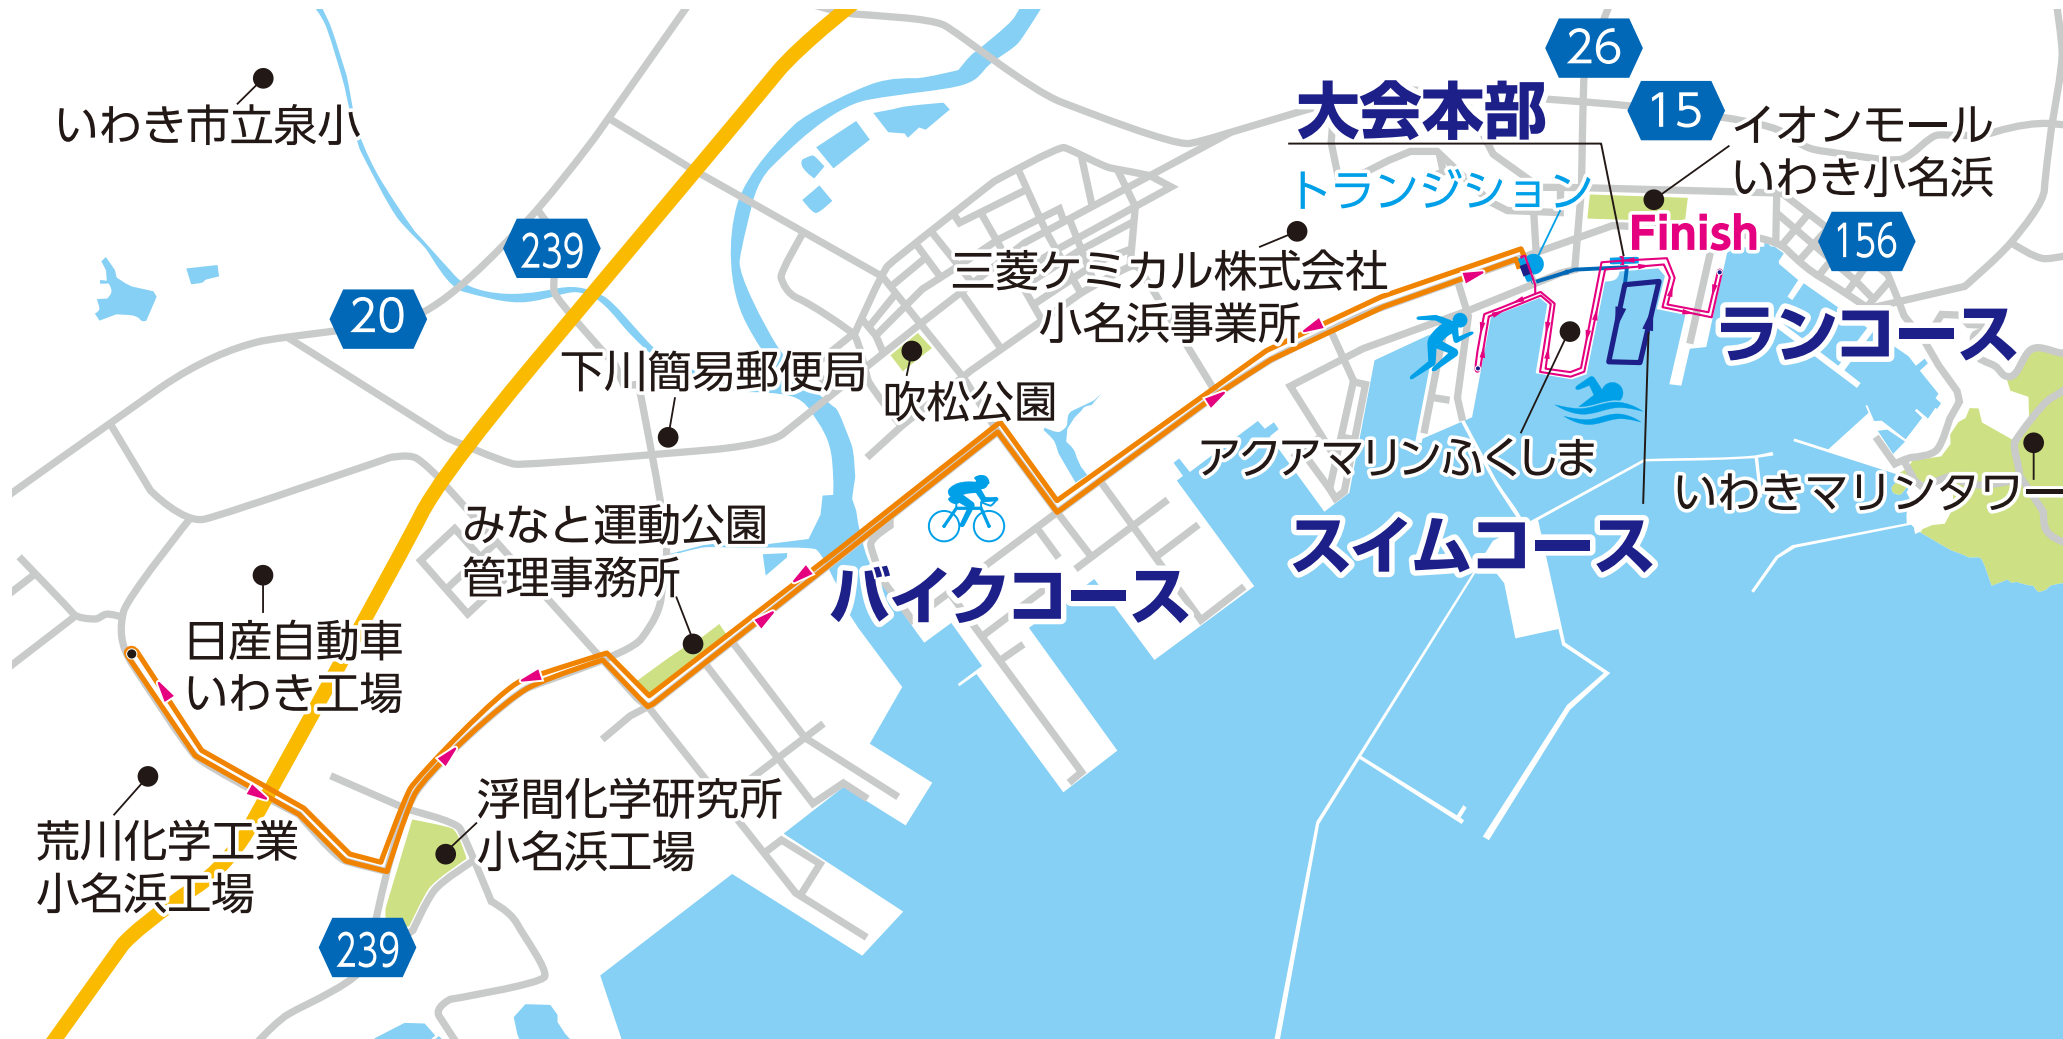 いわき市立泉小
26
大会本部
15
イオンモール
いわき小名浜
トランジション
Finish
156
239
三菱ケミカル株式会社
小名浜事業所
20
ランコース
下川簡易郵便局
吹松公園
アクアマリンふくしま
いわきマリンタワー
みなと運動公園
管理事務所
スイムコース
バイクコース
日産自動車
いわき工場
浮間化学研究所
小名浜工場
荒川化学工業
小名浜工場
239